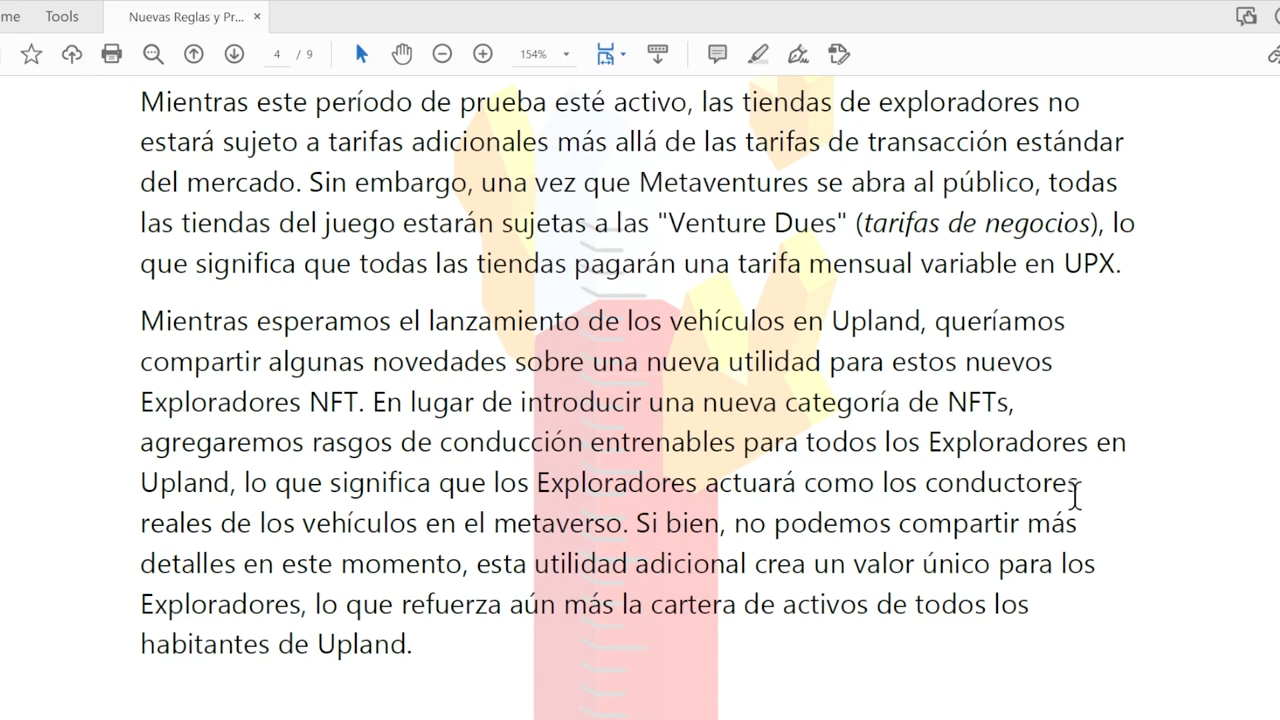 me
Tools
Nuevas Reglas y Pr... ×
4 / 9
154%
Mientras este período de prueba esté activo, las tiendas de exploradores no
estará sujeto a tarifas adicionales más allá de las tarifas de transacción estándar
del mercado. Sin embargo, una vez que Metaventures se abra al público, todas
las tiendas del juego estarán sujetas a las "Venture Dues" (tarifas de negocios), lo
que significa que todas las tiendas pagarán una tarifa mensual variable en UPX.
Mientras esperamos el lanzamiento de los vehículos en Upland, queríamos
compartir algunas novedades sobre una nueva utilidad para estos nuevos
Exploradores NFT. En lugar de introducir una nueva categoría de NFTs,
agregaremos rasgos de conducción entrenables para todos los Exploradores en
Upland, lo que significa que los Exploradores actuará como los conductores
reales de los vehículos en el metaverso. Si bien, no podemos compartir más
detalles en este momento, esta utilidad adicional crea un valor único para los
Exploradores, lo que refuerza aún más la cartera de activos de todos los
habitantes de Upland.